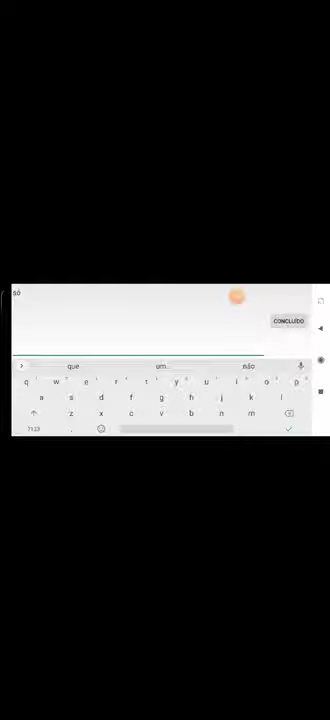 só
CONCLUÍDO
que um.. não
q w e r t y u i o p
a s d f g h j k l
z x c v b n m
?123 .